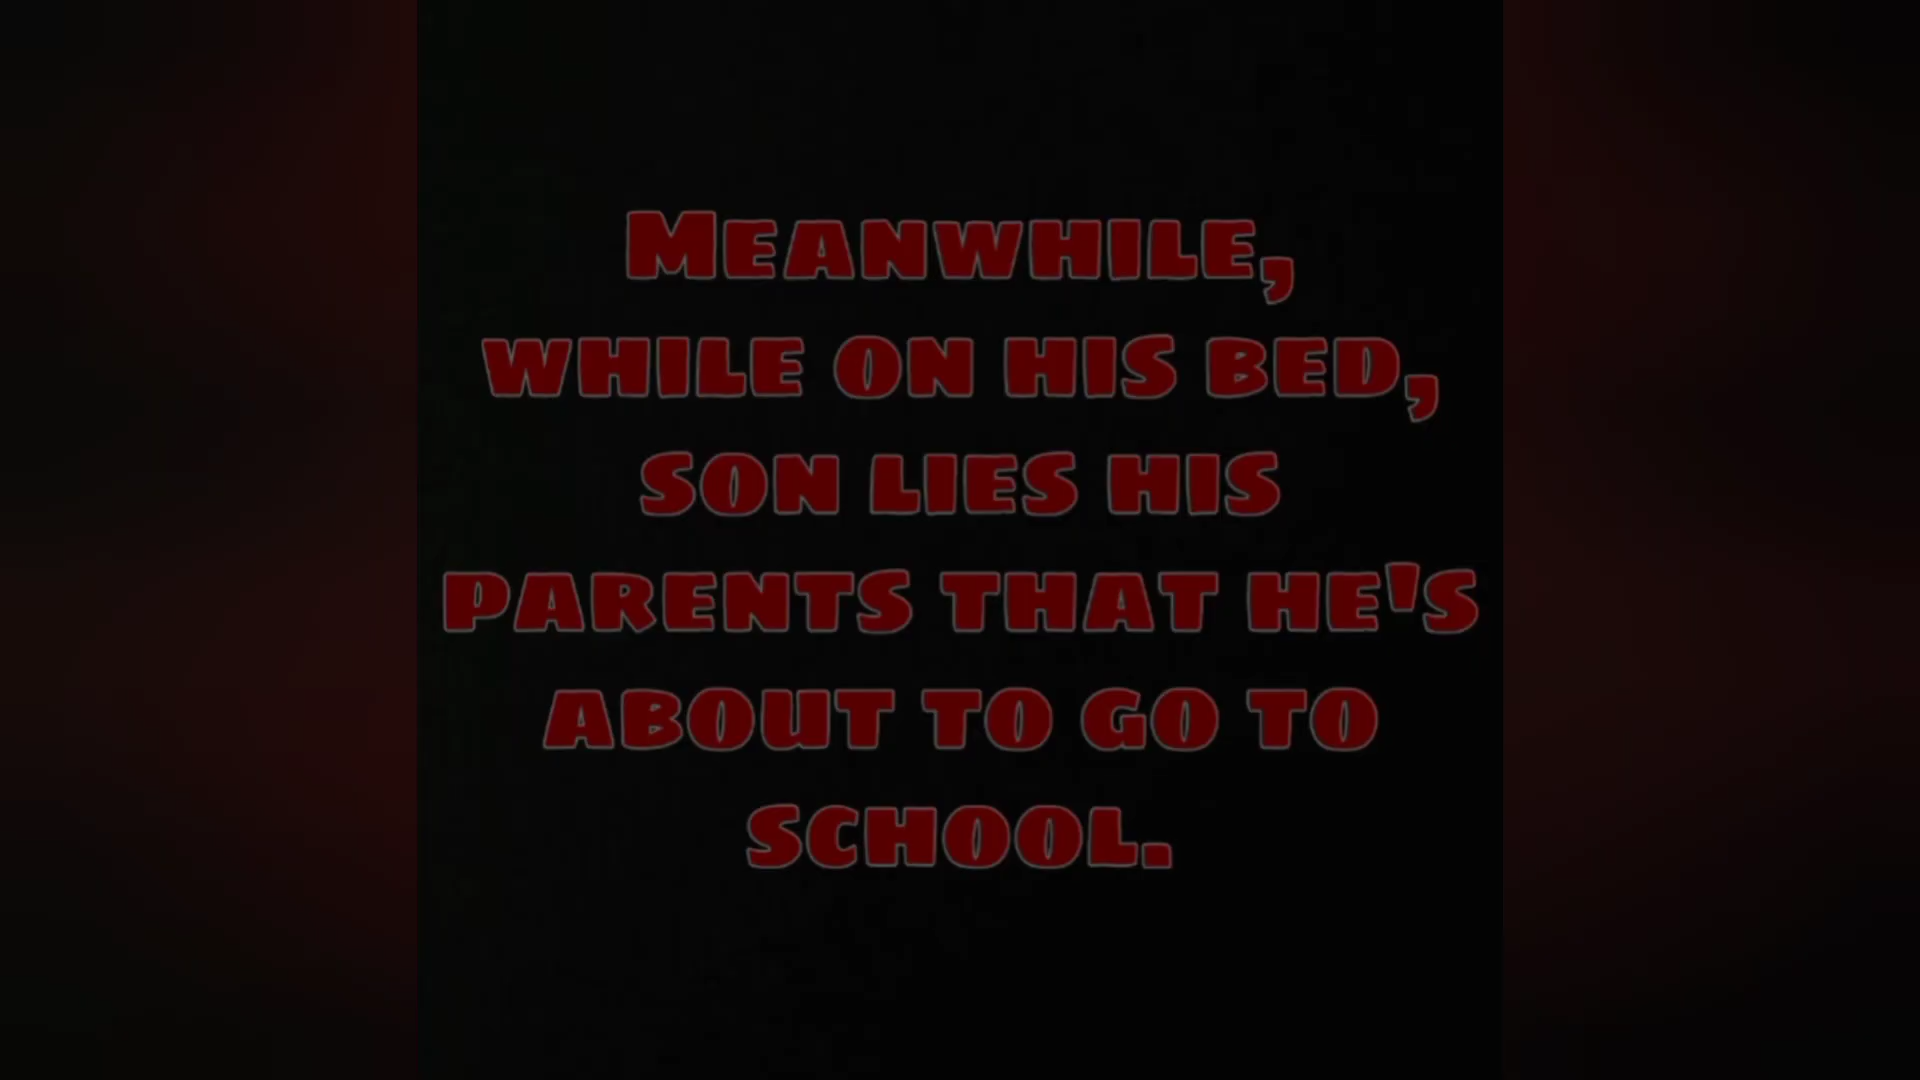 Meanwhile,
while on his bed,
son lies his
parents that he's
about to go to
school.